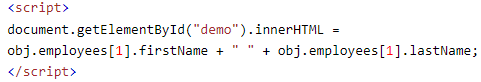 <script>
document.getElementById("demo").innerHTML =
obj.employees[1].firstName + " " + obj.employees[1].lastName;
</script>